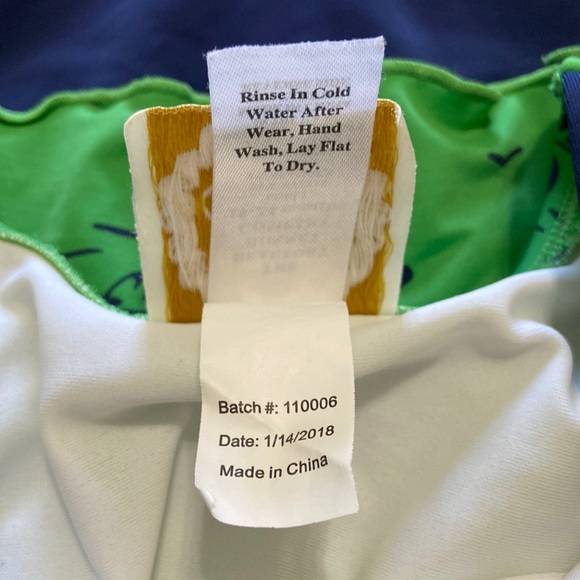 Rinse In Cold
Water After
Wear, Hand
Wash, Lay Flat
To Dry.
Batch #: 110006
Date: 1/14/2018
Made in China